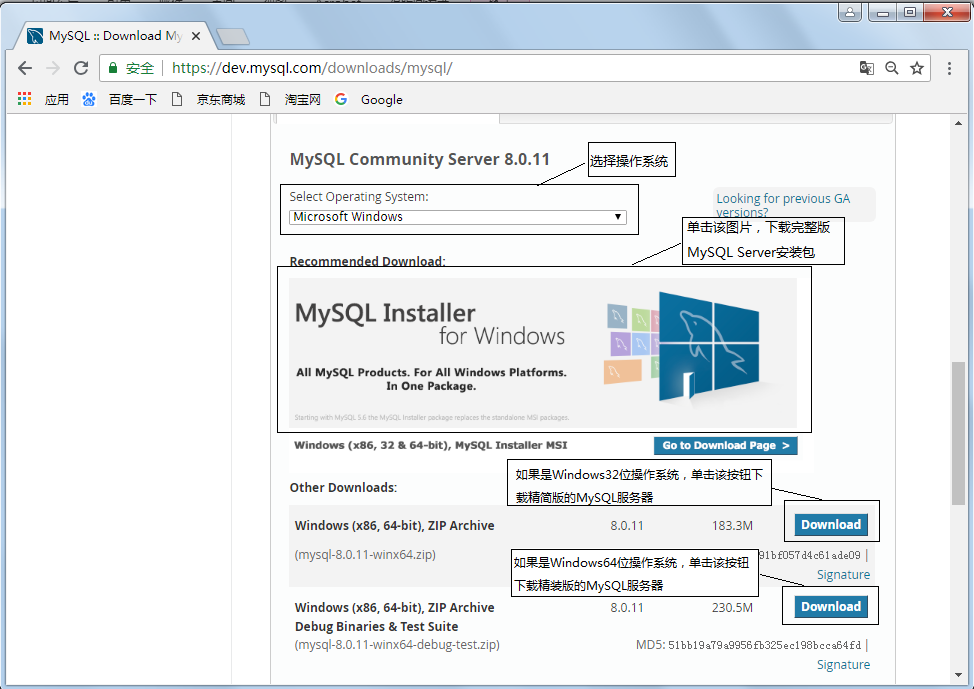 MySQL :: Download My
安全
https://dev.mysql.com/downloads/mysql/
应用
百度一下
京东商城
淘宝网
Google
MySQL Community Server 8.0.11
选择操作系统
Select Operating System:
Microsoft Windows
Looking for previous GA
versions?
单击该图片，下载完整版
MySQL Server安装包
Recommended Download:
MySQL Installer
for Windows
All MySQL Products. For All Windows Platforms.
In One Package.
Starting with MySQL 5.6 the MySQL Installer package replaces the standalone MSI packages.
Windows (x86, 32 & 64-bit), MySQL Installer MSI
Go to Download Page >
Other Downloads:
如果是Windows32位操作系统，单击该按钮下
载精简版的MySQL服务器
Windows (x86, 64-bit), ZIP Archive
8.0.11
183.3M
Download
(mysql-8.0.11-winx64.zip)
91bf057d4c61ade09 |
Signature
如果是Windows64位操作系统，单击该按钮
下载精装版的MySQL服务器
Windows (x86, 64-bit), ZIP Archive
8.0.11
230.5M
Download
Debug Binaries & Test Suite
(mysql-8.0.11-winx64-debug-test.zip)
MD5: 51bb19a79a9956fb325ec198bcca64fd |
Signature